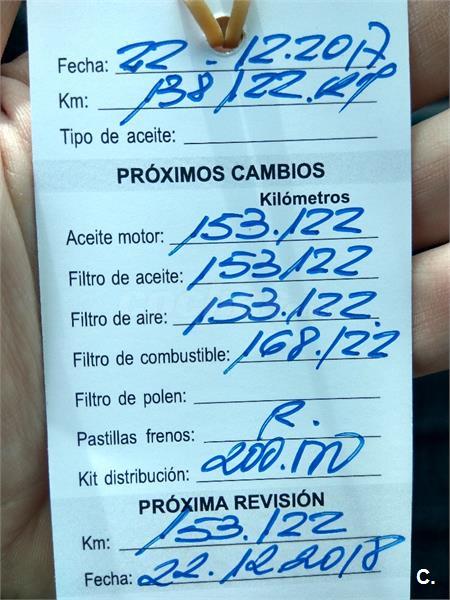 Fecha: 22-12.2017
Km: 138/122.
Tipo de aceite:
PRÓXIMOS CAMBIOS
Kilómetros
Aceite motor: 153.122
Filtro de aceite: 153/122
Filtro de aire: 153.122.
Filtro de combustible: 168.122
Filtro de polen:
Pastillas frenos: R.
Kit distribución: 200.
PRÓXIMA REVISIÓN
Km: 153.122
Fecha: 22.12.2018
C.